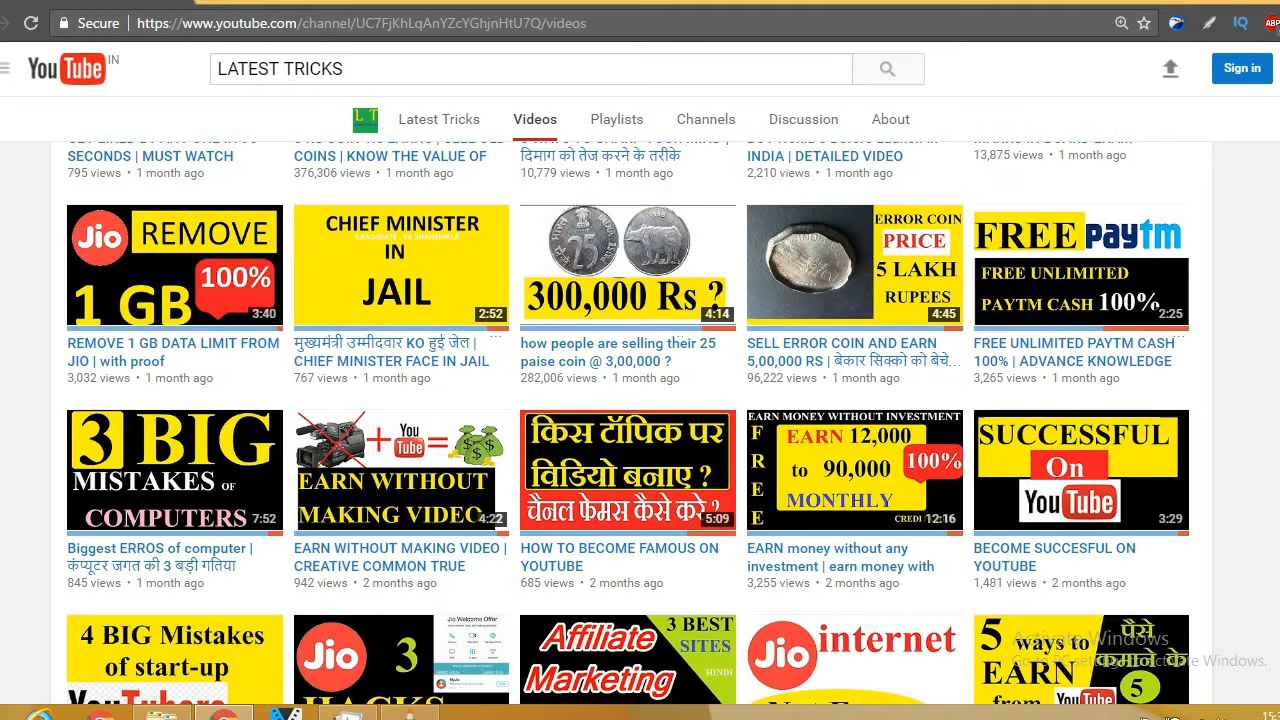 Secure
https://www.youtube.com/channel/UC7FjKhLqAnYZcYGhjnHtU7Q/videos
IQ
ABP
YouTube IN
LATEST TRICKS
Sign in
L T
Latest Tricks
Videos
Playlists
Channels
Discussion
About
SECONDS | MUST WATCH
795 views • 1 month ago
COINS | KNOW THE VALUE OF
376,306 views • 1 month ago
दिमाग को तेज करने के तरीके
10,779 views • 1 month ago
INDIA | DETAILED VIDEO
2,210 views • 1 month ago
13,875 views • 1 month ago
Jio REMOVE
100%
1 GB
3:40
REMOVE 1 GB DATA LIMIT FROM
JIO | with proof
3,032 views • 1 month ago
CHIEF MINISTER
IN
JAIL
2:52
मुख्यमंत्री उम्मीदवार KO हुई जेल |
CHIEF MINISTER FACE IN JAIL
767 views • 1 month ago
25
1998
300,000 Rs ?
4:14
how people are selling their 25
paise coin @ 3,00,000 ?
282,006 views • 1 month ago
ERROR COIN
PRICE
5 LAKH
RUPEES
4:45
SELL ERROR COIN AND EARN
5,00,000 RS | बेकार सिक्को को बेचे...
96,222 views • 1 month ago
FREE paytm
FREE UNLIMITED
PAYTM CASH 100%
2:25
FREE UNLIMITED PAYTM CASH
100% | ADVANCE KNOWLEDGE
3,265 views • 1 month ago
3 BIG
MISTAKES OF
COMPUTERS
7:52
Biggest ERROS of computer |
कंप्यूटर जगत की 3 बड़ी गतिया
845 views • 1 month ago
+ YouTube =
EARN WITHOUT
MAKING VIDEO
4:22
EARN WITHOUT MAKING VIDEO |
CREATIVE COMMON TRUE
942 views • 2 months ago
किस टॉपिक पर
विडियो बनाए ?
चैनल फेमस कैसे करे ?
5:09
HOW TO BECOME FAMOUS ON
YOUTUBE
685 views • 2 months ago
EARN MONEY WITHOUT INVESTMENT
FREE
EARN 12,000
to 90,000
MONTHLY
100%
12:16
EARN money without any
investment | earn money with
3,255 views • 2 months ago
SUCCESSFUL
On
YouTube
3:29
BECOME SUCCESFUL ON
YOUTUBE
1,481 views • 2 months ago
4 BIG Mistakes
of start-up
YouTubers
Jio 3
HACKS
Jio Welcome Offer
Affiliate
Marketing
3 BEST
SITES
HINDI
Jio internet
5 ways to
EARN
from YouTube
पैसे
कमाने के
5
Activate Windows